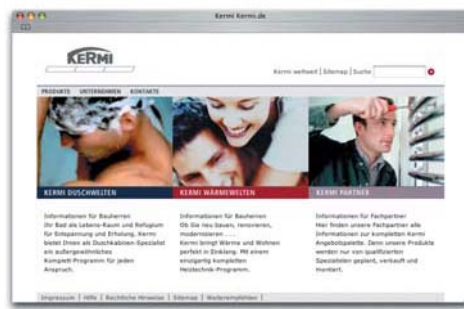 Kermi Kermi.de
KERMI
Kermi weltweit | Sitemap | Suche
PRODUKTE UNTERNEHMEN KONTAKTE
KERMI DUSCHWELTEN
KERMI WÄRMEWELTEN
KERMI PARTNER
Informationen für Bauherren
Ihr Bad als Lebens-Raum und Refugium
für Entspannung und Erholung. Kermi
bietet Ihnen als Duschkabinen-Spezialist
ein außergewöhnliches
Komplett-Programm für jeden
Anspruch.
Informationen für Bauherren
Ob Sie neu bauen, renovieren,
modernisieren . . .
Kermi bringt Wärme und Wohnen
perfekt in Einklang. Mit einem
einzigartig kompletten
Heiztechnik-Programm.
Informationen für Fachpartner
Hier finden unsere Fachpartner alle
Informationen zur kompletten Kermi
Angebotspalette. Denn unsere Produkte
werden nur von qualifizierten
Spezialisten geplant, verkauft und
montiert.
Impressum | Hilfe | Rechtliche Hinweise | Sitemap | Weiterempfehlen |